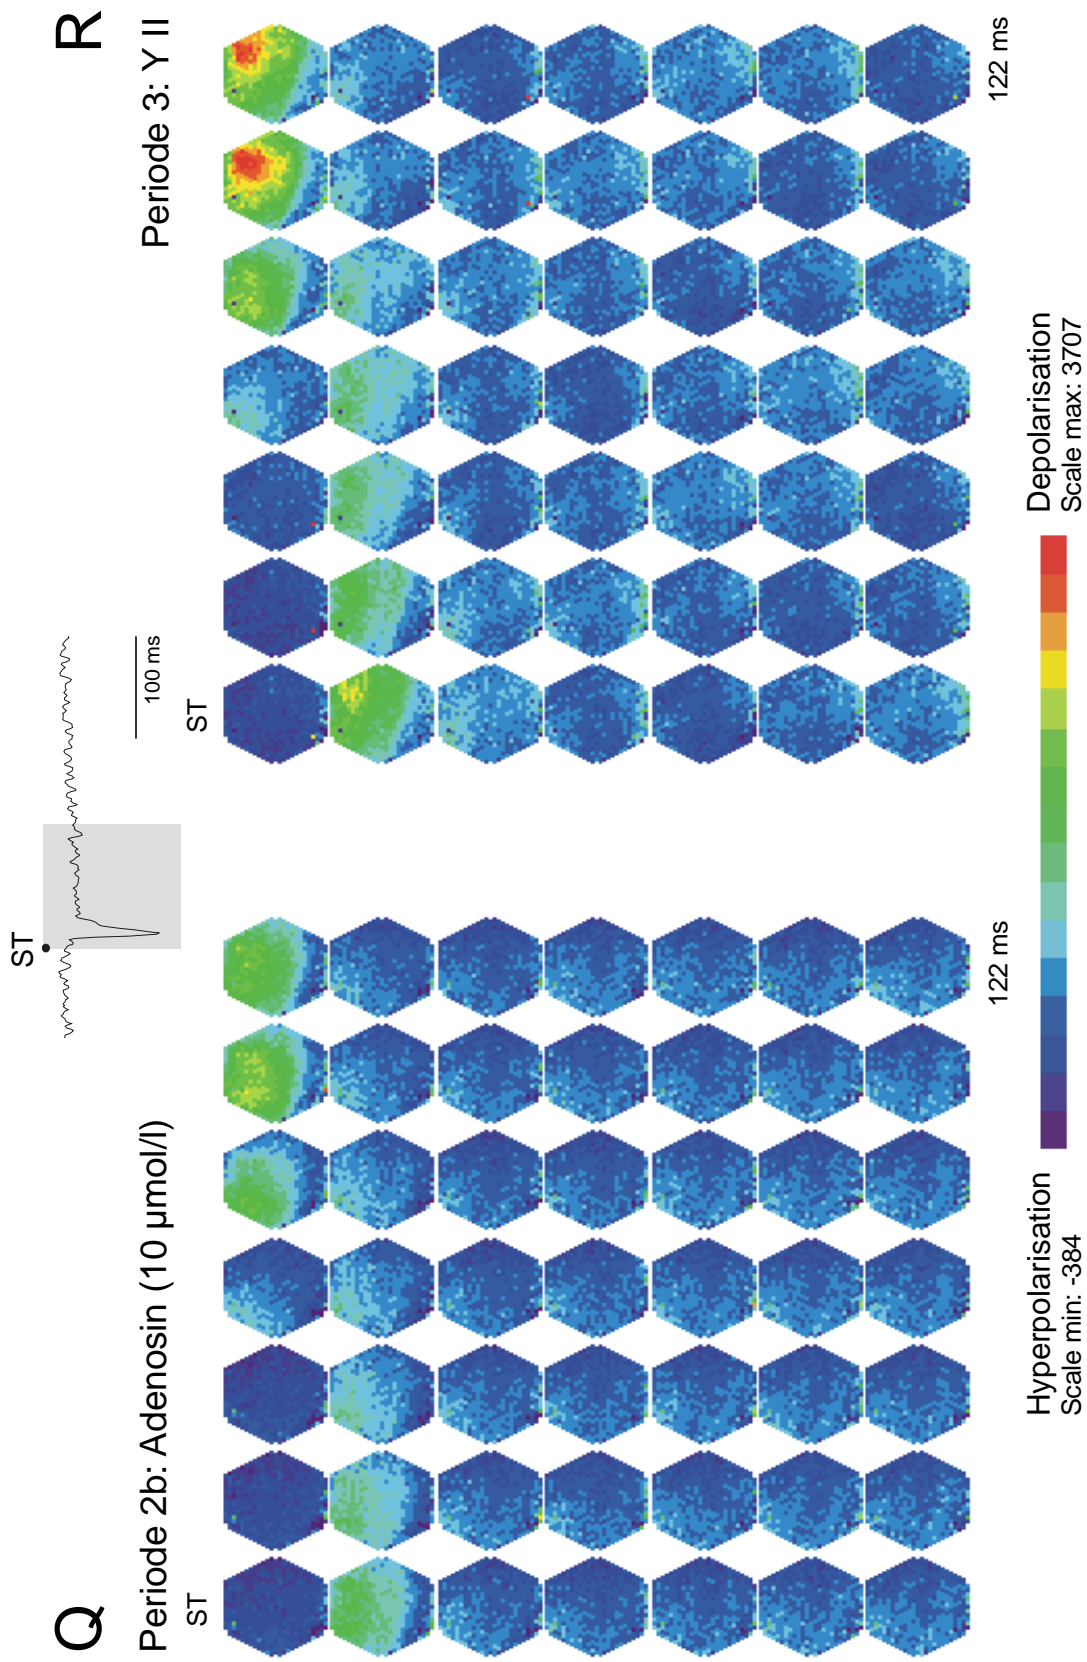 Q
R
Periode 2b: Adenosin (10 µmol/l)
Periode 3: Y II
ST
100 ms
ST
122 ms
ST
122 ms
Hyperpolarisation
Scale min: -384
Depolarisation
Scale max: 3707